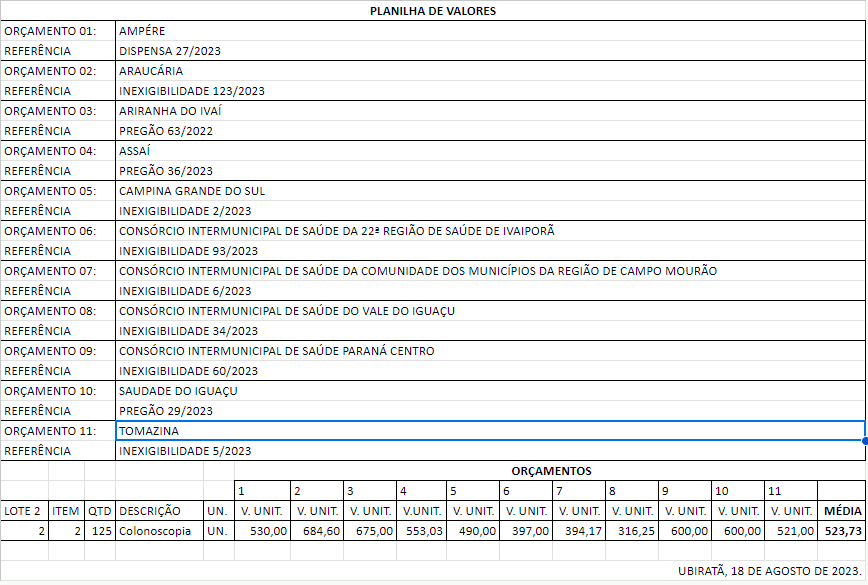 PLANILHA DE VALORES
ORÇAMENTO 01: AMPÉRE
REFERÊNCIA DISPENSA 27/2023
ORÇAMENTO 02: ARAUCÁRIA
REFERÊNCIA INEXIGIBILIDADE 123/2023
ORÇAMENTO 03: ARIRANHA DO IVAÍ
REFERÊNCIA PREGÃO 63/2022
ORÇAMENTO 04: ASSAÍ
REFERÊNCIA PREGÃO 36/2023
ORÇAMENTO 05: CAMPINA GRANDE DO SUL
REFERÊNCIA INEXIGIBILIDADE 2/2023
ORÇAMENTO 06: CONSÓRCIO INTERMUNICIPAL DE SAÚDE DA 22ª REGIÃO DE SAÚDE DE IVAIPORÃ
REFERÊNCIA INEXIGIBILIDADE 93/2023
ORÇAMENTO 07: CONSÓRCIO INTERMUNICIPAL DE SAÚDE DA COMUNIDADE DOS MUNICÍPIOS DA REGIÃO DE CAMPO MOURÃO
REFERÊNCIA INEXIGIBILIDADE 6/2023
ORÇAMENTO 08: CONSÓRCIO INTERMUNICIPAL DE SAÚDE DO VALE DO IGUAÇU
REFERÊNCIA INEXIGIBILIDADE 34/2023
ORÇAMENTO 09: CONSÓRCIO INTERMUNICIPAL DE SAÚDE PARANÁ CENTRO
REFERÊNCIA INEXIGIBILIDADE 60/2023
ORÇAMENTO 10: SAUDADE DO IGUAÇU
REFERÊNCIA PREGÃO 29/2023
ORÇAMENTO 11: TOMAZINA
REFERÊNCIA INEXIGIBILIDADE 5/2023
ORÇAMENTOS
1 2 3 4 5 6 7 8 9 10 11
LOTE 2 ITEM QTD DESCRIÇÃO UN. V. UNIT. V. UNIT. V. UNIT. V.UNIT. V. UNIT. V. UNIT. V. UNIT. V. UNIT. V. UNIT. V. UNIT. V. UNIT. MÉDIA
2 2 125 Colonoscopia UN. 530,00 684,60 675,00 553,03 490,00 397,00 394,17 316,25 600,00 600,00 521,00 523,73
UBIRATÃ, 18 DE AGOSTO DE 2023.